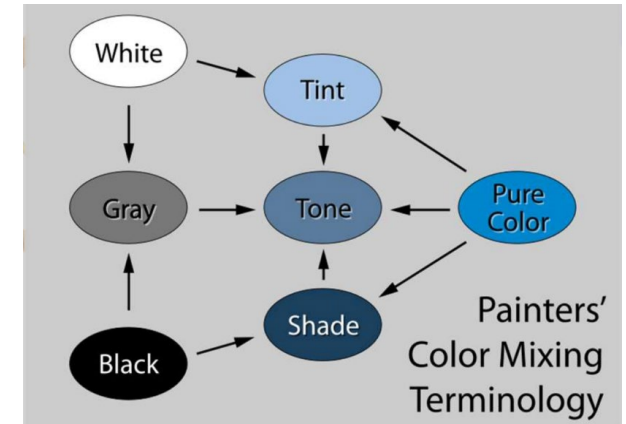 White
Tint
Gray
Tone
Pure
Color
Black
Shade
Painters’
Color Mixing
Terminology